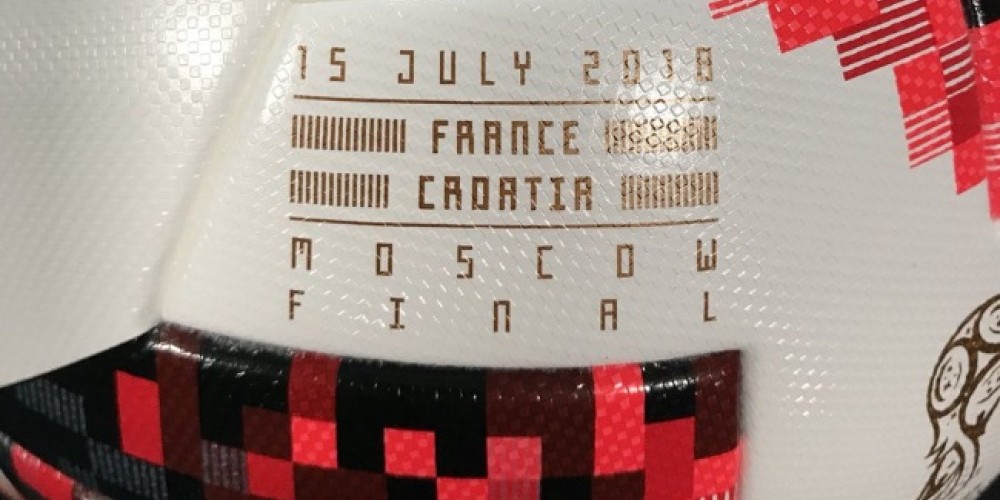 15 JULY 2018
FRANCE
CROATIA
MOSCOW
FINAL